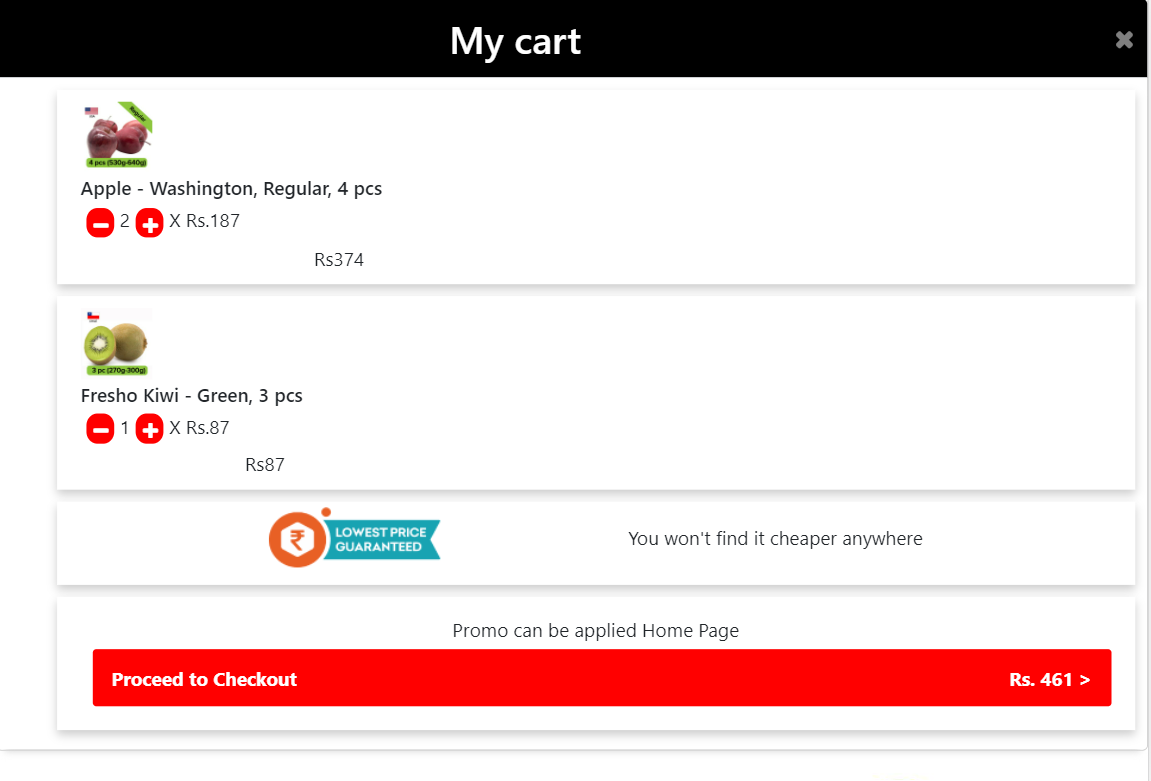 My cart
Regular
4 pcs (530g-640g)
Apple - Washington, Regular, 4 pcs
2 X Rs.187
Rs374
3 pc (270g-300g)
Fresho Kiwi - Green, 3 pcs
1 X Rs.87
Rs87
LOWEST PRICE
GUARANTEED
You won't find it cheaper anywhere
Promo can be applied Home Page
Proceed to Checkout Rs. 461 >